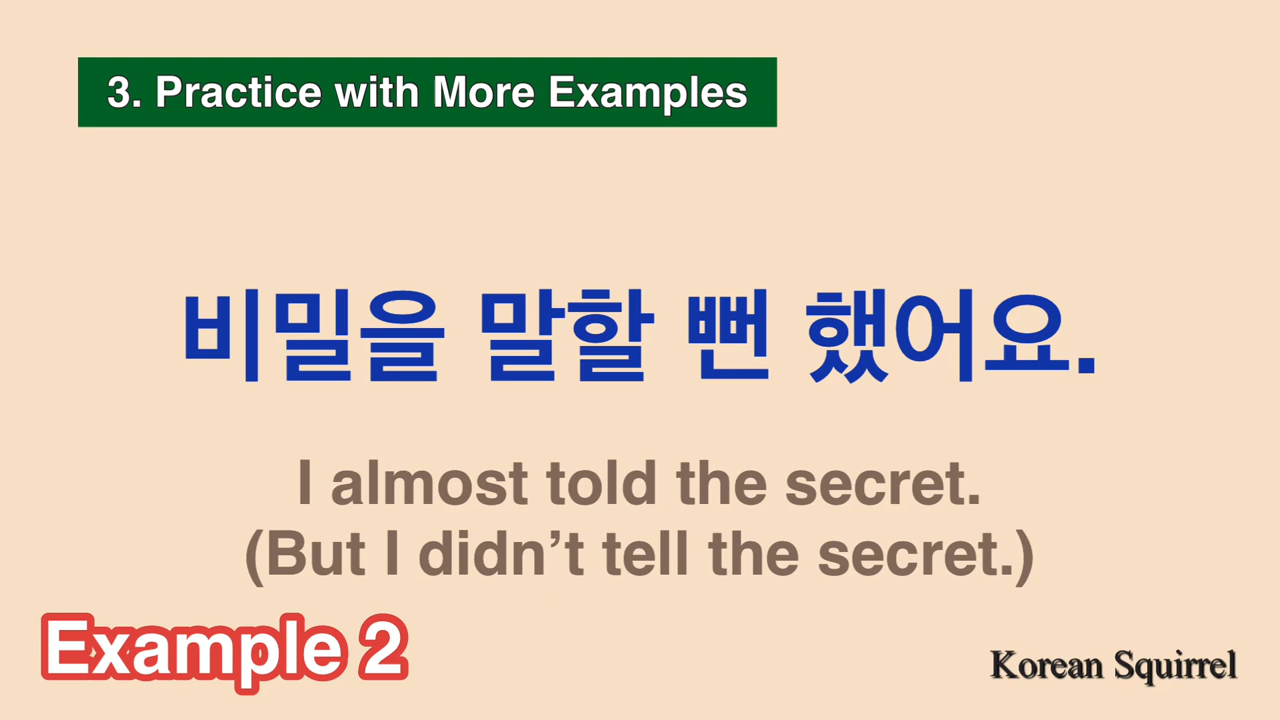 3. Practice with More Examples
비밀을 말할 뻔 했어요.
I almost told the secret.
(But I didn’t tell the secret.)
Example 2
Korean Squirrel